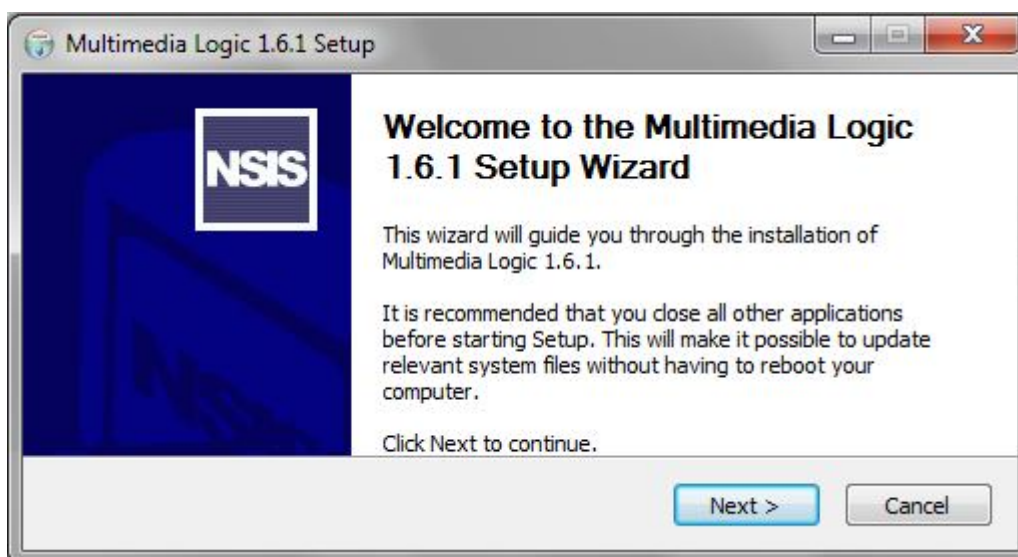 Multimedia Logic 1.6.1 Setup
NSIS
Welcome to the Multimedia Logic
1.6.1 Setup Wizard
This wizard will guide you through the installation of
Multimedia Logic 1.6.1.
It is recommended that you close all other applications
before starting Setup. This will make it possible to update
relevant system files without having to reboot your
computer.
Click Next to continue.
NSIS
Next >
Cancel